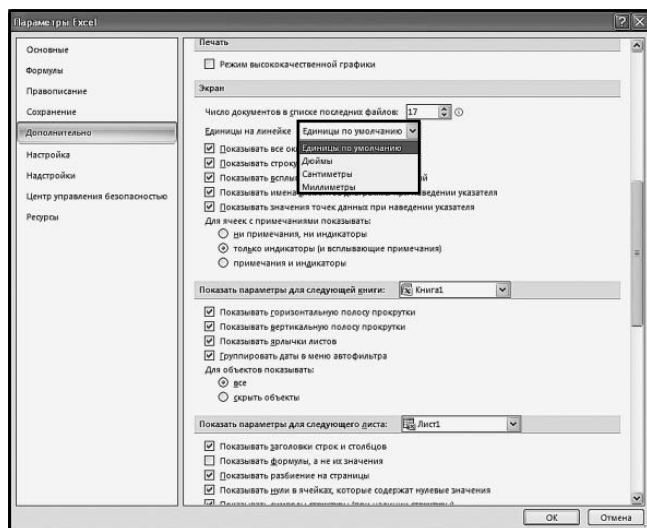 Параметры Excel
Основные
Формулы
Правописание
Сохранение
Дополнительно
Настройка
Надстройки
Центр управления безопасностью
Ресурсы
Печать
Режим высококачественной графики
Экран
Число документов в списке последних файлов: 17
Единицы на линейке Единицы по умолчанию
Единицы по умолчанию
Дюймы
Сантиметры
Миллиметры
Показывать все
Показывать
Показывать
Показывать имена при наведении указателя
Показывать значения точек данных при наведении указателя
Для ячеек с примечаниями показывать:
ни примечания, ни индикаторы
только индикаторы (и всплывающие примечания)
примечания и индикаторы
Показать параметры для следующей книги: Книга1
Показывать горизонтальную полосу прокрутки
Показывать вертикальную полосу прокрутки
Показывать ярлычки листов
Группировать даты в меню автофильтра
Для объектов показывать:
все
скрыть объекты
Показать параметры для следующего листа: Лист1
Показывать заголовки строк и столбцов
Показывать формулы, а не их значения
Показывать разбиение на страницы
Показывать нули в ячейках, которые содержат нулевые значения
OK Отмена